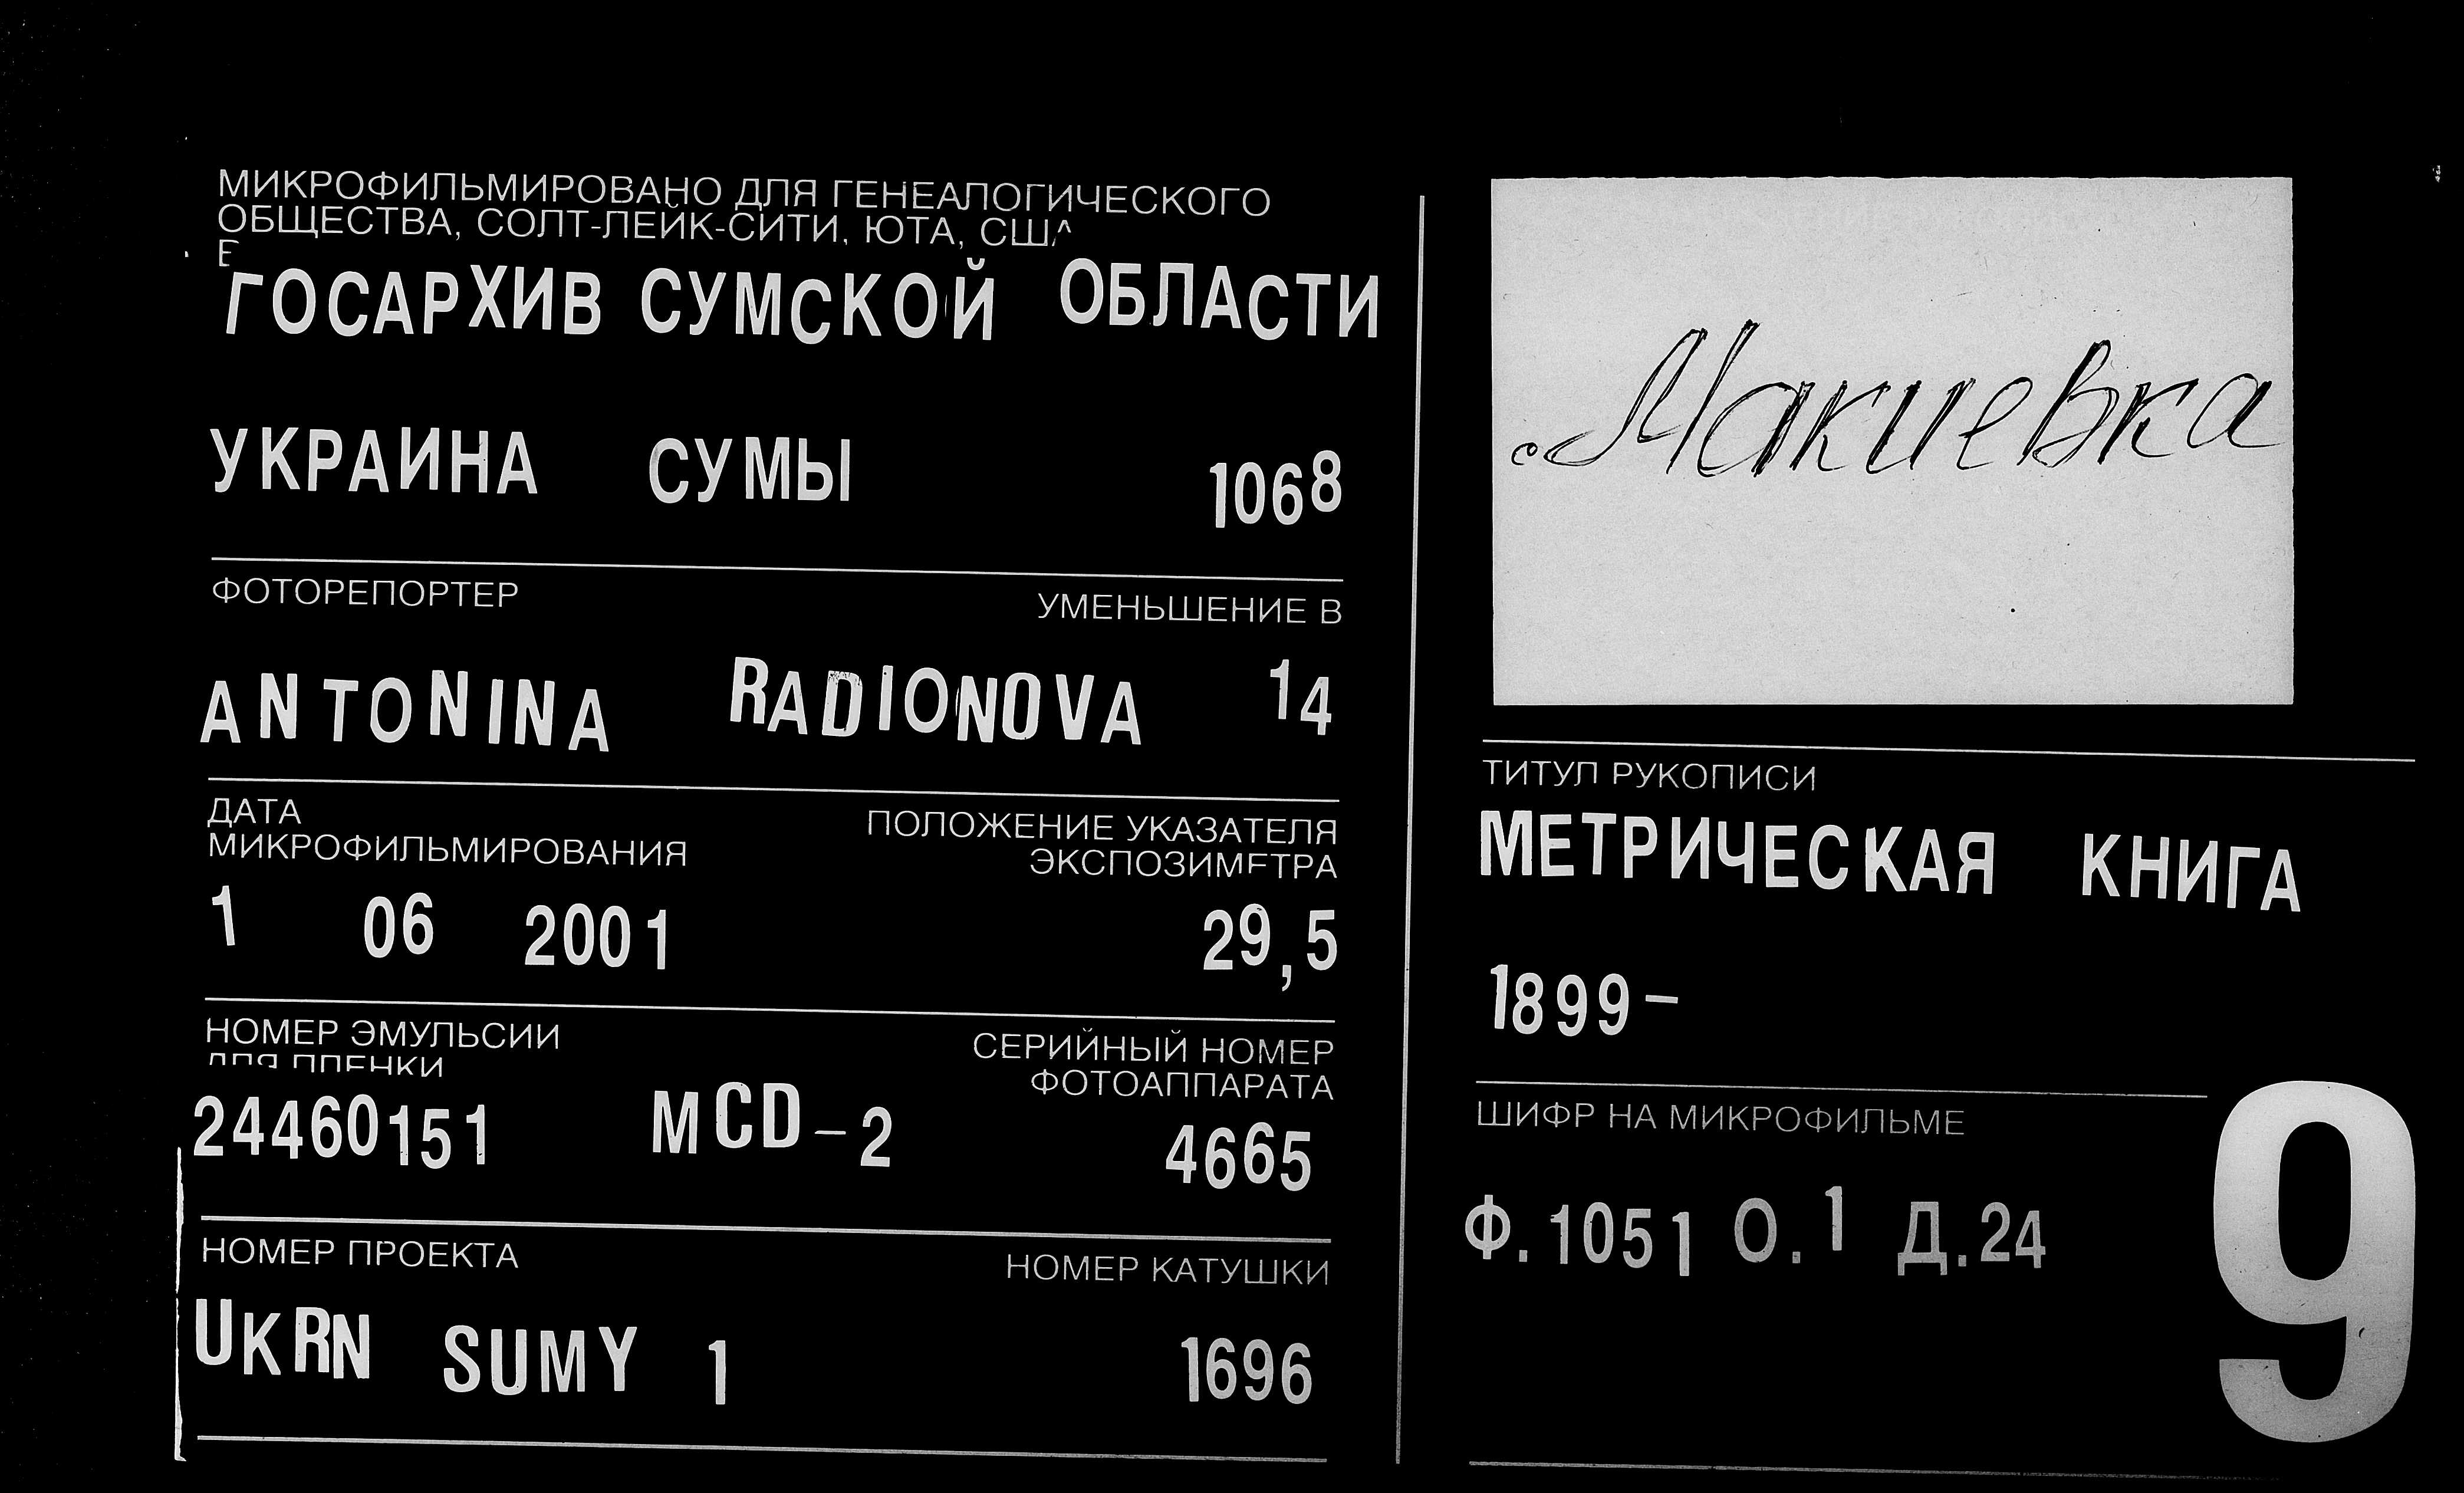 МИКРОФИЛЬМИРОВАНО ДЛЯ ГЕНЕАЛОГИЧЕСКОГО
ОБЩЕСТВА, СОЛТ-ЛЕЙК-СИТИ, ЮТА, США
В
ГОСАРХИВ СУМСКОЙ ОБЛАСТИ
УКРАИНА СУМЫ 1068
ФОТОРЕПОРТЕР УМЕНЬШЕНИЕ В
ANTONINA RADIONOVA 14
ДАТА
МИКРОФИЛЬМИРОВАНИЯ
ПОЛОЖЕНИЕ УКАЗАТЕЛЯ
ЭКСПОЗИМЕТРА
1 06 2001 29,5
НОМЕР ЭМУЛЬСИИ
ДЛЯ ПЛЕНКИ
СЕРИЙНЫЙ НОМЕР
ФОТОАППАРАТА
24460151 MCD-2 4665
НОМЕР ПРОЕКТА НОМЕР КАТУШКИ
UKRN SUMY 1 1696
Макиевка
ТИТУЛ РУКОПИСИ
МЕТРИЧЕСКАЯ КНИГА
1899-
ШИФР НА МИКРОФИЛЬМЕ
Ф.1051 О.1 Д.24
9